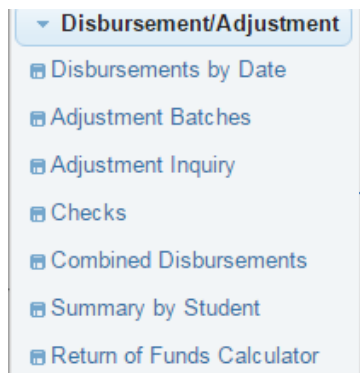 Disbursement/Adjustment
Disbursements by Date
Adjustment Batches
Adjustment Inquiry
Checks
Combined Disbursements
Summary by Student
Return of Funds Calculator